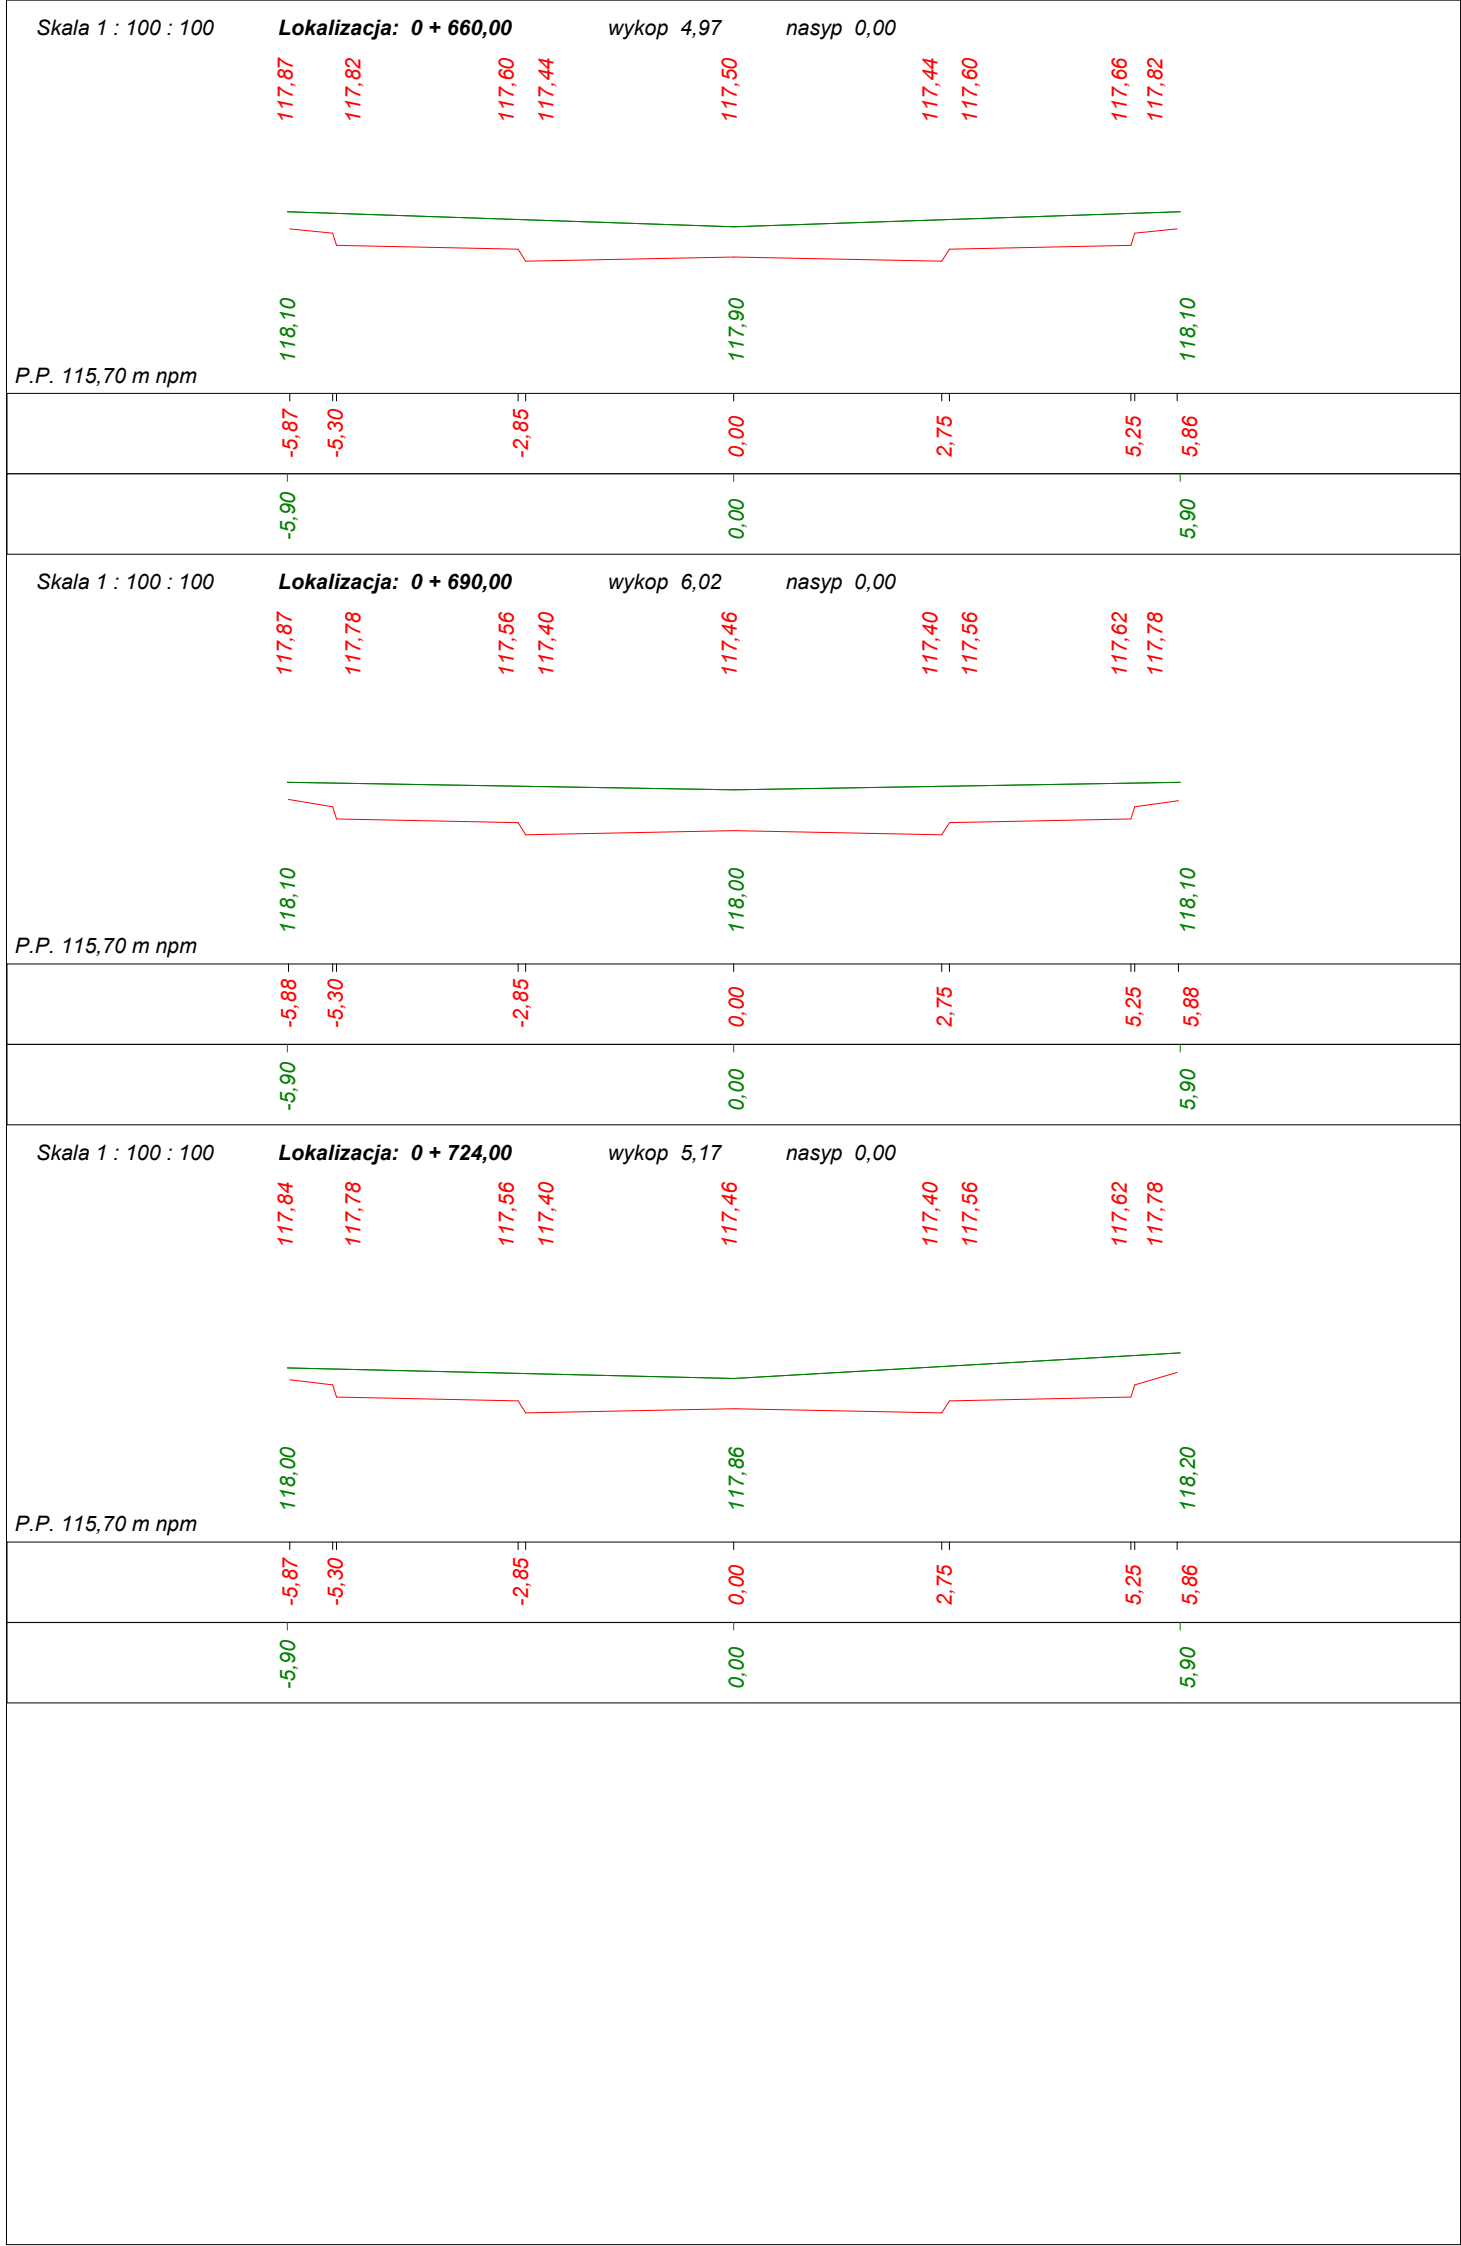 Skala 1 : 100 : 100 Lokalizacja: 0 + 660,00 wykop 4,97 nasyp 0,00
117,87 117,82 117,60 117,44 117,50 117,44 117,60 117,66 117,82
118,10 117,90 118,10
P.P. 115,70 m npm
-5,87 -5,30 -2,85 0,00 2,75 5,25 5,86
-5,90 0,00 5,90
Skala 1 : 100 : 100 Lokalizacja: 0 + 690,00 wykop 6,02 nasyp 0,00
117,87 117,78 117,56 117,40 117,46 117,40 117,56 117,62 117,78
118,10 118,00 118,10
P.P. 115,70 m npm
-5,88 -5,30 -2,85 0,00 2,75 5,25 5,88
-5,90 0,00 5,90
Skala 1 : 100 : 100 Lokalizacja: 0 + 724,00 wykop 5,17 nasyp 0,00
117,84 117,78 117,56 117,40 117,46 117,40 117,56 117,62 117,78
118,00 117,86 118,20
P.P. 115,70 m npm
-5,87 -5,30 -2,85 0,00 2,75 5,25 5,86
-5,90 0,00 5,90